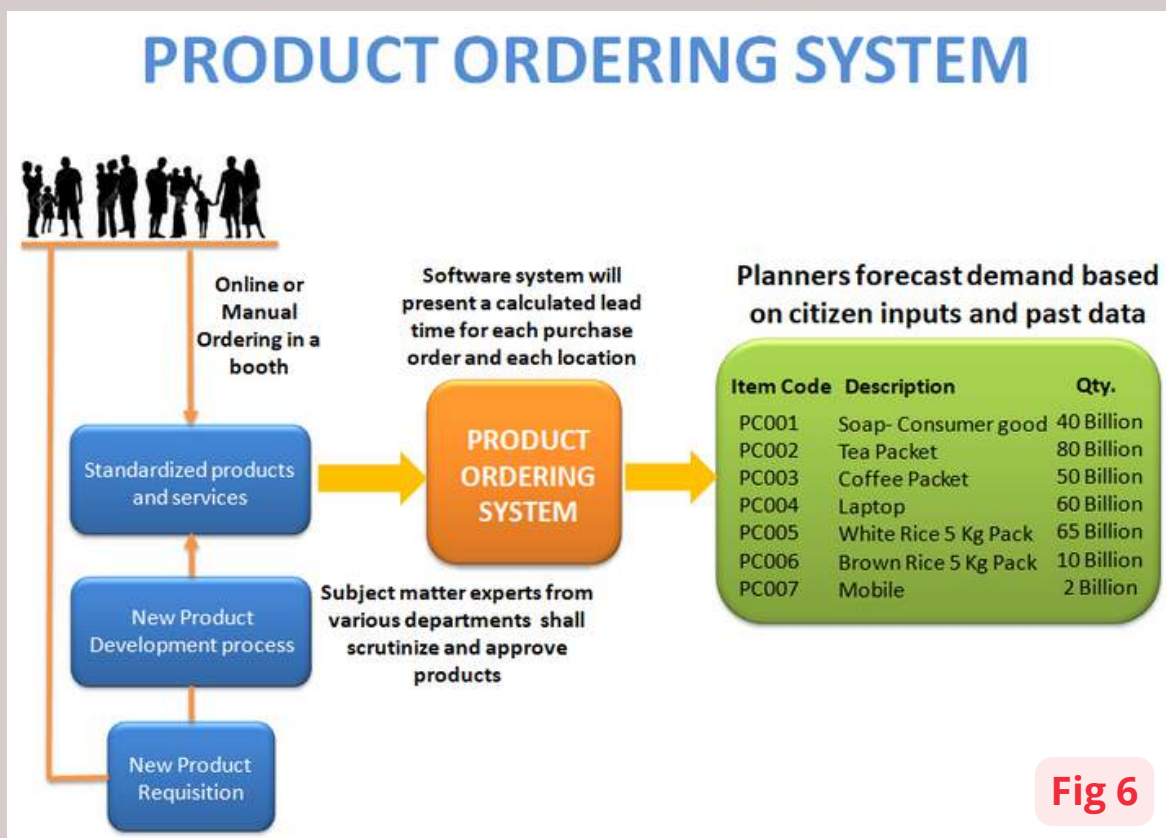 PRODUCT ORDERING SYSTEM
Online or
Manual
Ordering in a
booth
Software system will
present a calculated lead
time for each purchase
order and each location
Planners forecast demand based
on citizen inputs and past data
Standardized products
and services
PRODUCT
ORDERING
SYSTEM
Item Code Description Qty.
PC001 Soap- Consumer good 40 Billion
PC002 Tea Packet 80 Billion
PC003 Coffee Packet 50 Billion
PC004 Laptop 60 Billion
PC005 White Rice 5 Kg Pack 65 Billion
PC006 Brown Rice 5 Kg Pack 10 Billion
PC007 Mobile 2 Billion
New Product
Development process
Subject matter experts from
various departments shall
scrutinize and approve
products
New Product
Requisition
Fig 6